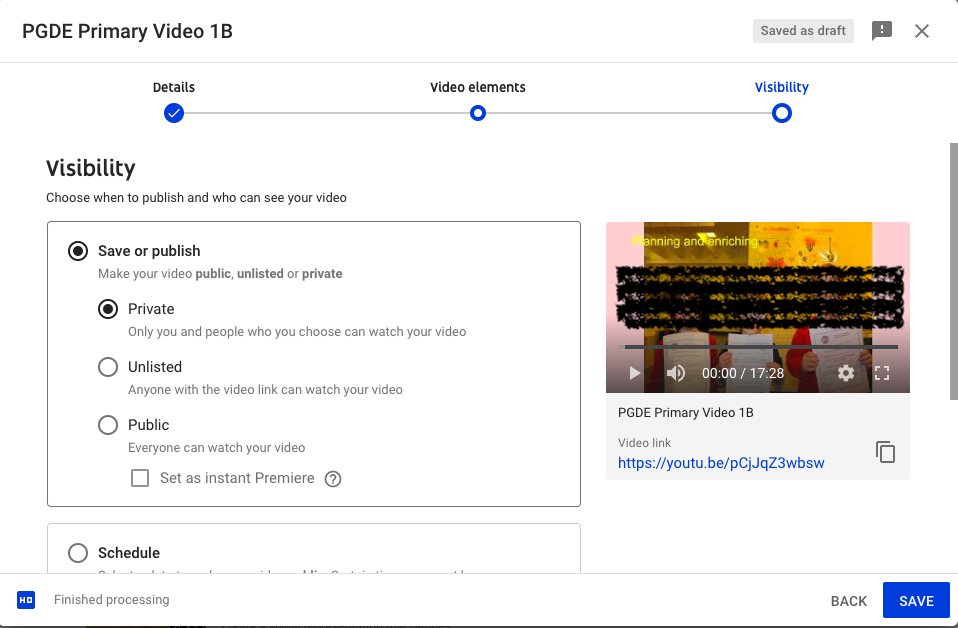 PGDE Primary Video 1B
Saved as draft
Details
Video elements
Visibility
Visibility
Choose when to publish and who can see your video
Save or publish
Make your video public, unlisted or private
Private
Only you and people who you choose can watch your video
Unlisted
Anyone with the video link can watch your video
Public
Everyone can watch your video
Set as instant Premiere
Planning and enriching
00:00 / 17:28
PGDE Primary Video 1B
Video link
https://youtu.be/pCjJqZ3wbsw
Schedule
HD
Finished processing
BACK
SAVE